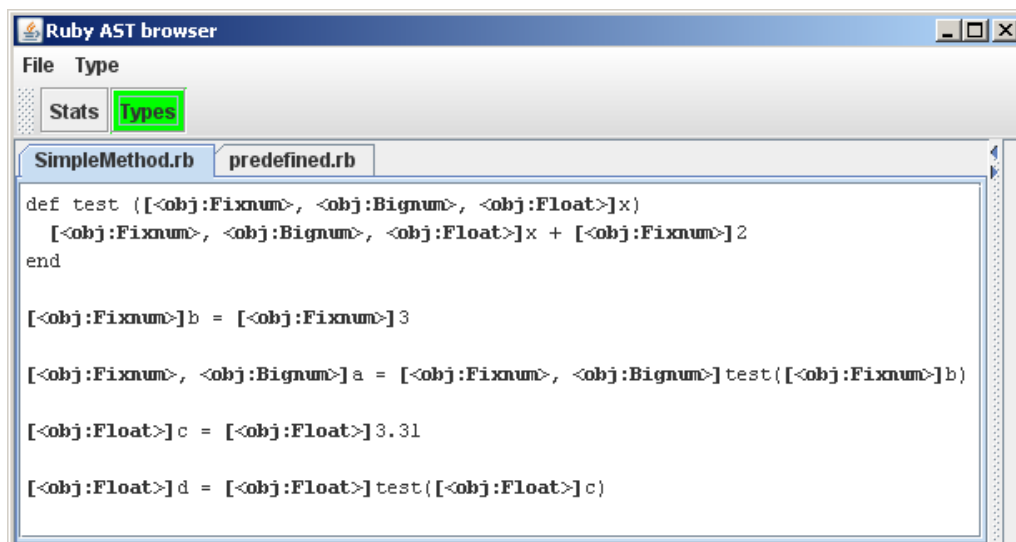 Ruby AST browser
File Type
Stats Types
SimpleMethod.rb predefined.rb
def test ([<obj:Fixnum>, <obj:Bignum>, <obj:Float>]x)
[<obj:Fixnum>, <obj:Bignum>, <obj:Float>]x + [<obj:Fixnum>]2
end
[<obj:Fixnum>]b = [<obj:Fixnum>]3
[<obj:Fixnum>, <obj:Bignum>]a = [<obj:Fixnum>, <obj:Bignum>]test([<obj:Fixnum>]b)
[<obj:Float>]c = [<obj:Float>]3.31
[<obj:Float>]d = [<obj:Float>]test([<obj:Float>]c)